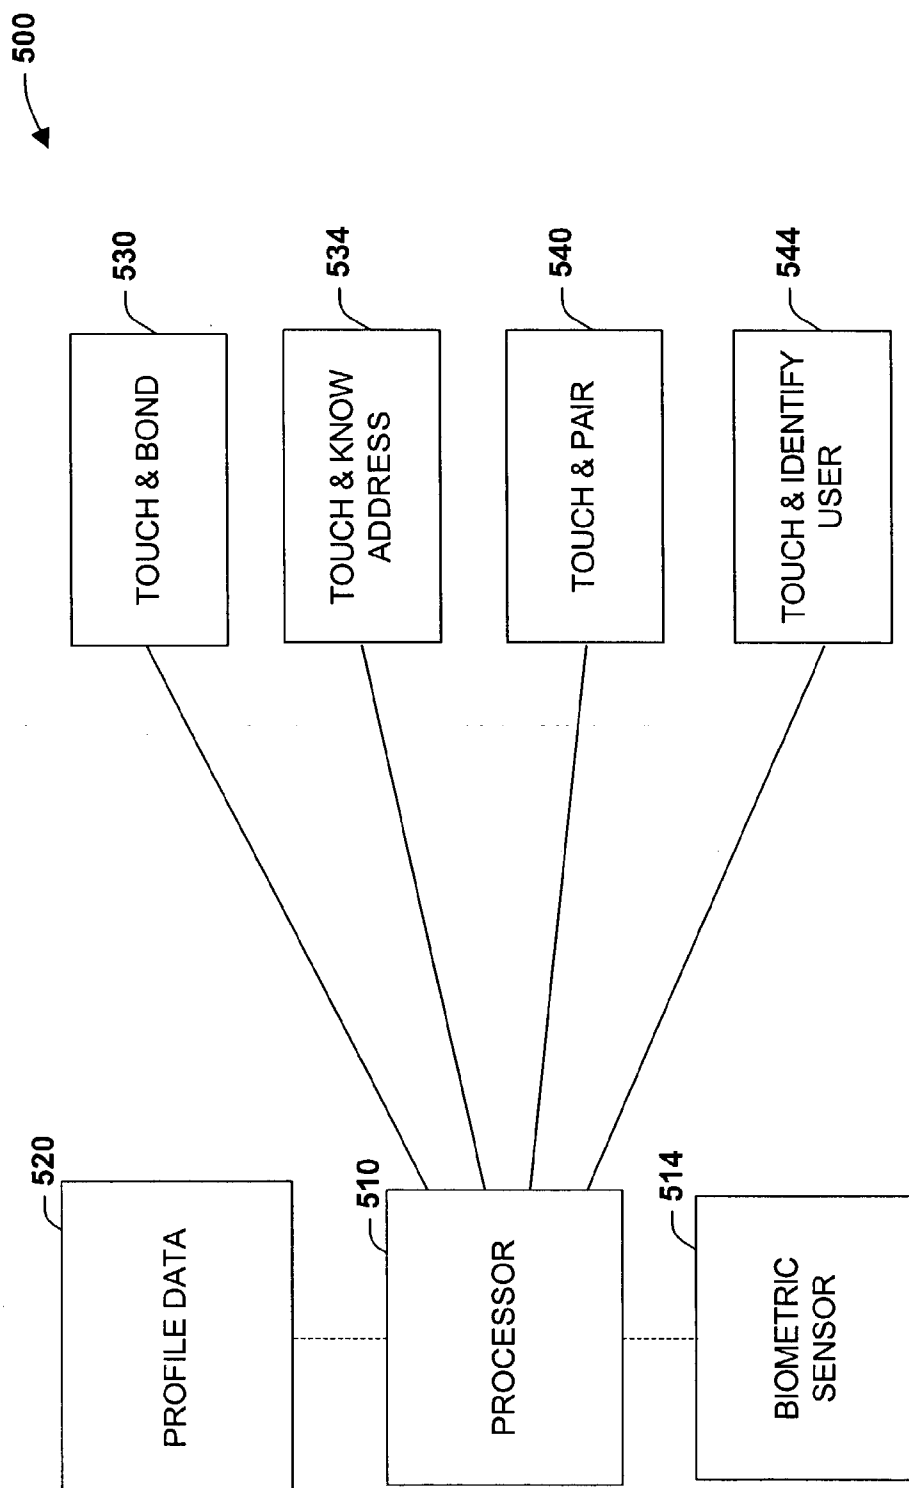 500
520
PROFILE DATA
510
PROCESSOR
514
BIOMETRIC
SENSOR
530
TOUCH & BOND
534
TOUCH & KNOW
ADDRESS
540
TOUCH & PAIR
544
TOUCH & IDENTIFY
USER